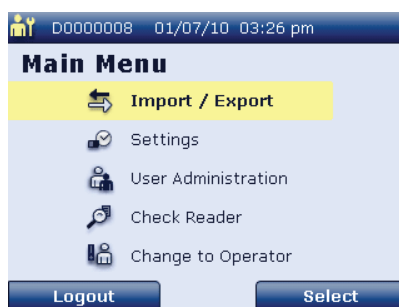 D0000008 01/07/10 03:26 pm
Main Menu
Import / Export
Settings
User Administration
Check Reader
Change to Operator
Logout Select